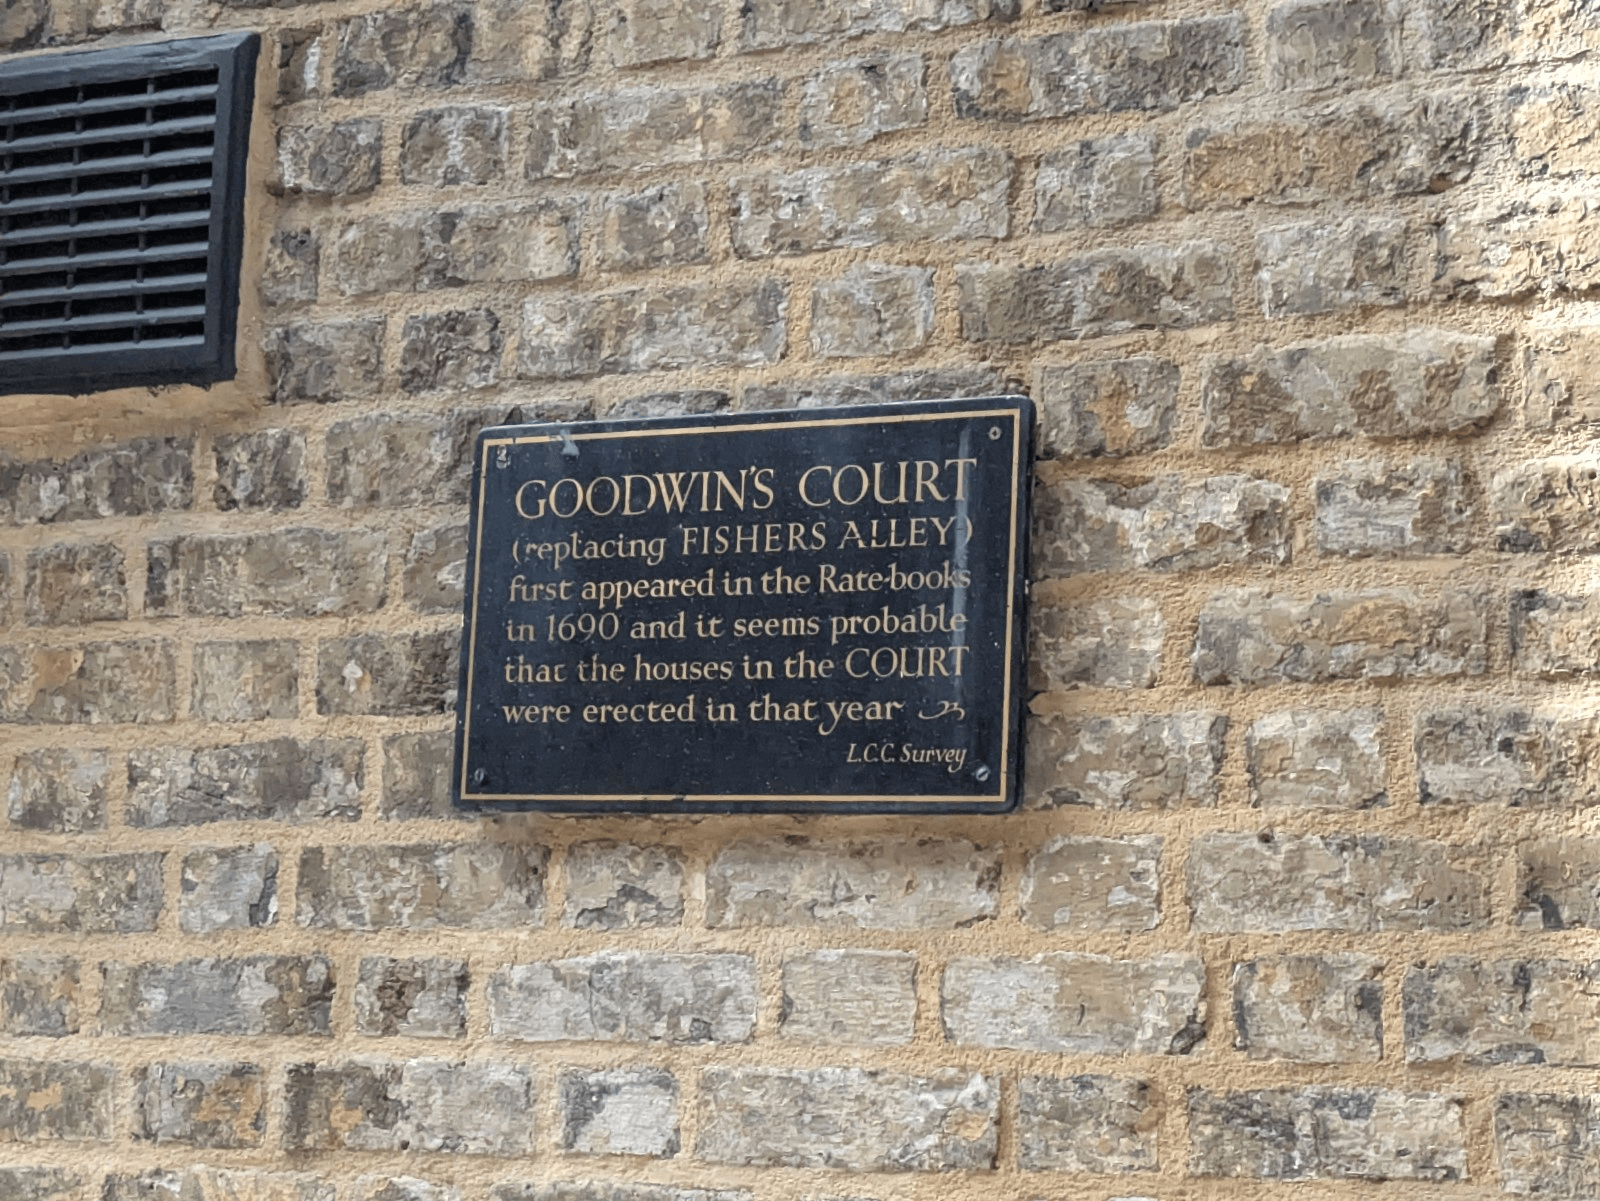 GOODWIN'S COURT
(replacing FISHERS ALLEY)
first appeared in the Rate-books
in 1690 and it seems probable
that the houses in the COURT
were erected in that year
L.C.C. Survey